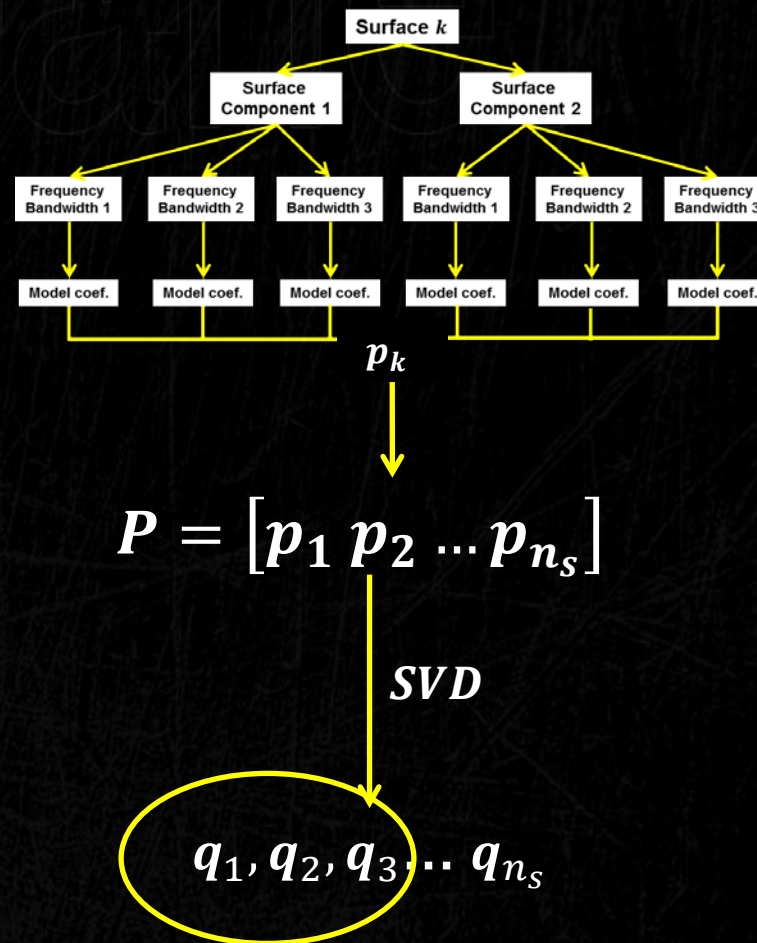 Surface k
Surface
Component 1
Surface
Component 2
Frequency
Bandwidth 1
Frequency
Bandwidth 2
Frequency
Bandwidth 3
Frequency
Bandwidth 1
Frequency
Bandwidth 2
Frequency
Bandwidth 3
Model coef.
Model coef.
Model coef.
Model coef.
Model coef.
Model coef.
p_k
P = [p_1 p_2 … p_{n_s}]
SVD
q_1, q_2, q_3 … q_{n_s}